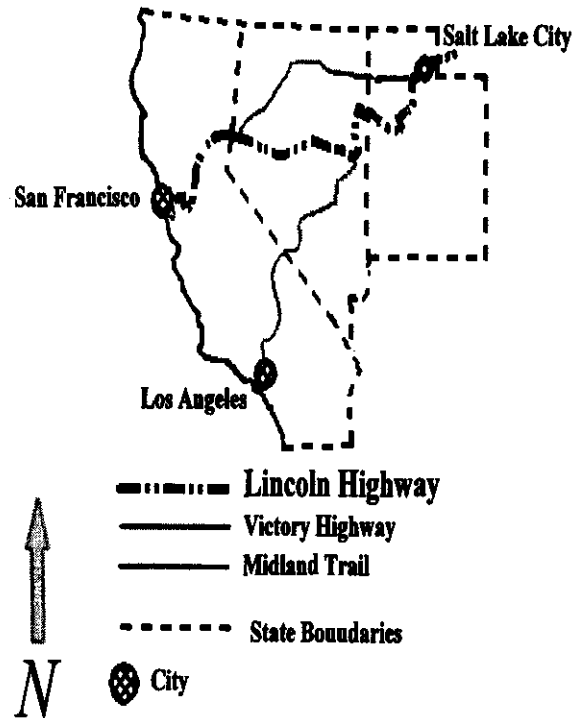 Salt Lake City
San Francisco
Los Angeles
Lincoln Highway
Victory Highway
Midland Trail
State Bouudaries
N
City